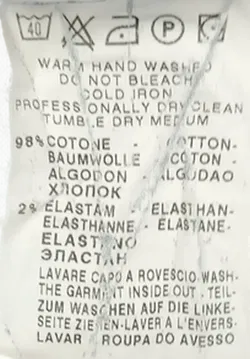 40 P
WARM HAND WASHED
DO NOT BLEACH
COLD IRON
PROFESSIONALLY DRY CLEAN
TUMBLE DRY MEDIUM
98% COTONE - COTTON-
BAUMWOLLE - COTON -
ALGODON - ALGODAO
ХЛОПОК
2% ELASTAM - ELASTHAN-
ELASTHANNE - ELASTANE-
ELASTANO
ЭЛАСТАН
LAVARE CAPO A ROVESCIO-WASH-
THE GARMENT INSIDE OUT - TEIL-
ZUM WASCHEN AUF DIE LINKE-
SEITE ZIEHEN-LAVER A L'ENVERS-
LAVAR A ROUPA DO AVESSO